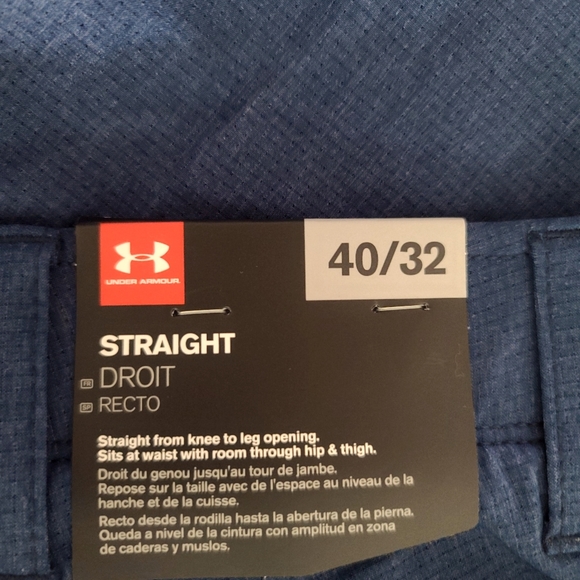 UNDER ARMOUR
40/32
STRAIGHT
FR DROIT
SP RECTO
Straight from knee to leg opening.
Sits at waist with room through hip & thigh.
Droit du genou jusqu'au tour de jambe.
Repose sur la taille avec de l'espace au niveau de la
hanche et de la cuisse.
Recto desde la rodilla hasta la abertura de la pierna.
Queda a nivel de la cintura con amplitud en zona
de caderas y muslos.